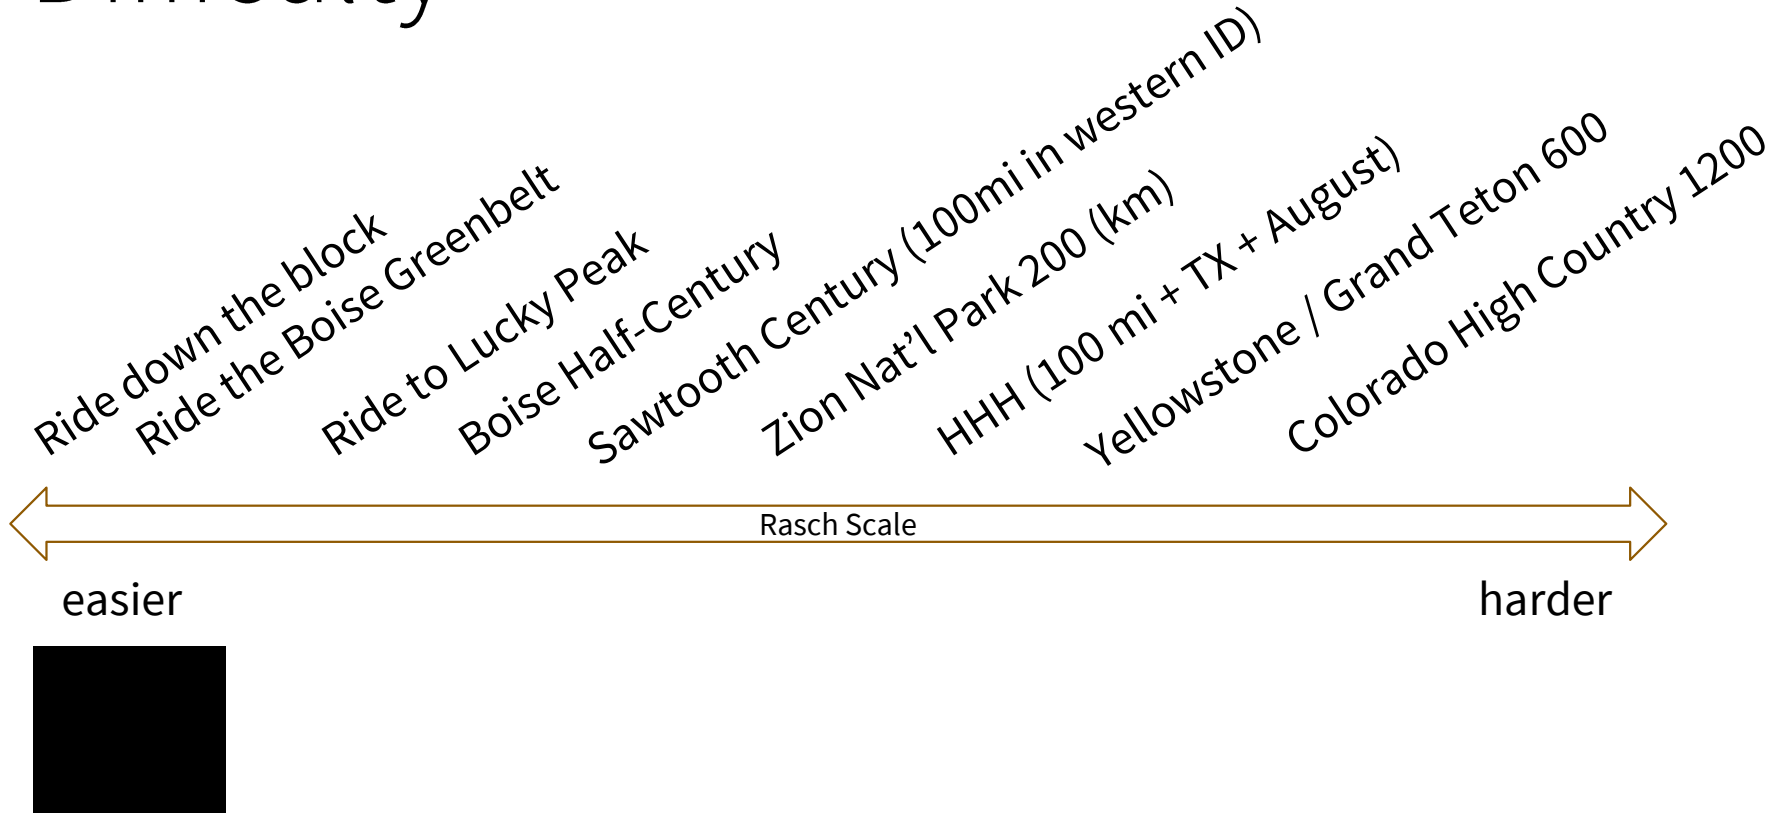 Difficulty
Ride down the block
Ride the Boise Greenbelt
Ride to Lucky Peak
Boise Half-Century
Sawtooth Century (100mi in western ID)
Zion Nat’l Park 200 (km)
HHH (100 mi + TX + August)
Yellowstone / Grand Teton 600
Colorado High Country 1200
Rasch Scale
easier
harder